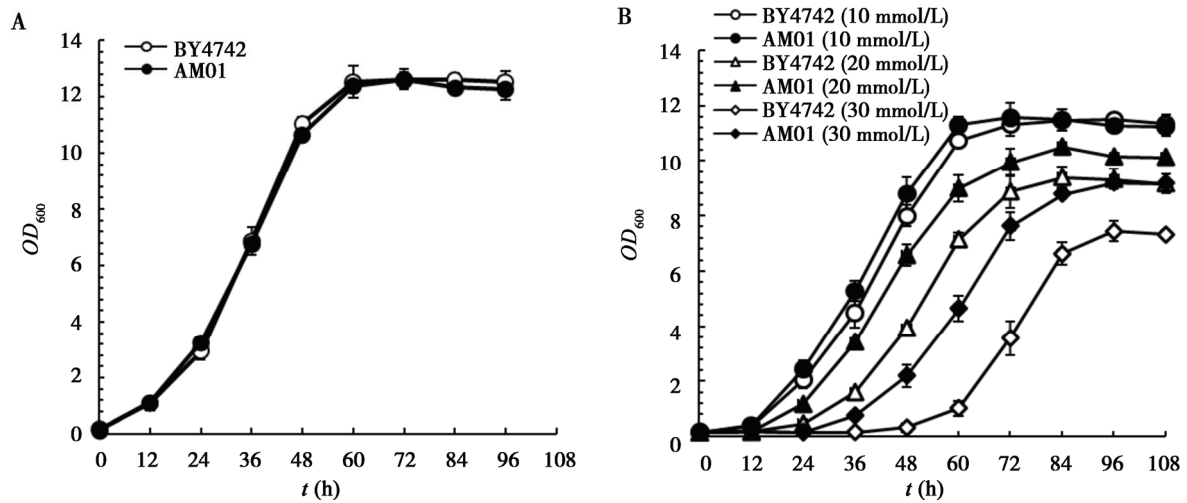 A
BY4742
AM01
14
12
10
8
6
4
2
0
OD600
0 12 24 36 48 60 72 84 96 108
t (h)
B
BY4742 (10 mmol/L)
AM01 (10 mmol/L)
BY4742 (20 mmol/L)
AM01 (20 mmol/L)
BY4742 (30 mmol/L)
AM01 (30 mmol/L)
14
12
10
8
6
4
2
0
OD600
0 12 24 36 48 60 72 84 96 108
t (h)